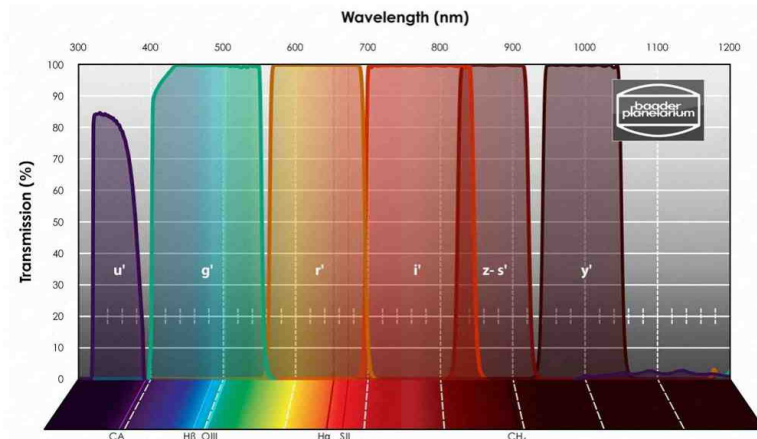 Wavelength (nm)
300 400 500 600 700 800 900 1000 1100 1200
Transmission (%)
100
90
80
70
60
50
40
30
20
10
0
baader
planetarium
u' g' r' i' z-s' y'
CA Hß OIII Hα SII CH₄